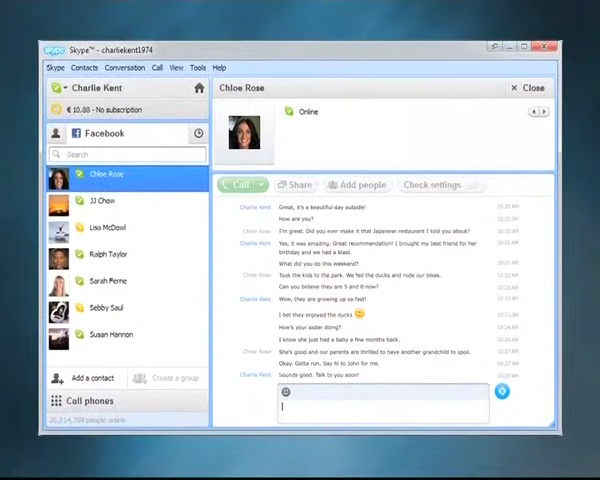 skype Skype™ - charliekent1974
Skype Contacts Conversation Call View Tools Help
Charlie Kent
€ 10.88 - No subscription
Facebook
Search
Chloe Rose
JJ Chow
Lisa McDowl
Ralph Taylor
Sarah Ferne
Sebby Saul
Susan Hannon
Add a contact Create a group
Call phones
people online
Chloe Rose Close
Online
Call Share Add people Check settings
Charlie Kent Great, it's a beautiful day outside! 10:20 AM
How are you? 10:20 AM
Chloe Rose I'm great. Did you ever make it that Japanese restaurant I told you about?
Charlie Kent Yes, it was amazing. Great recommendation! I brought my best friend for her
birthday and we had a blast.
What did you do this weekend?
Chloe Rose Took the kids to the park. We fed the ducks and rode our bikes.
Can you believe they are 5 and 8 now?
Charlie Kent Wow, they are growing up so fast!
I bet they enjoyed the ducks
How's your sister doing?
I know she just had a baby a few months back.
Chloe Rose She's good and our parents are thrilled to have another grandchild to spoil.
Okay. Gotta run. Say hi to John for me.
Charlie Kent Sounds good. Talk to you soon!